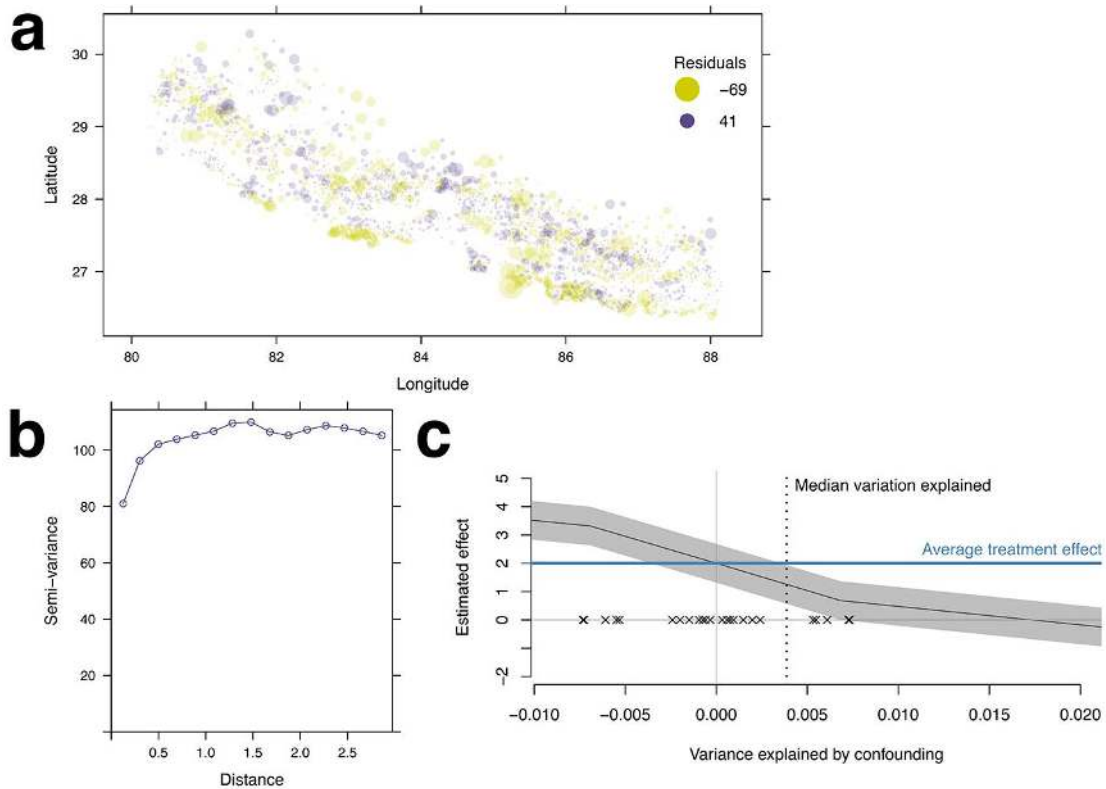 a
30
29
28
27
Latitude
Residuals
−69
41
80
82
84
86
88
Longitude
b
100
80
60
40
20
Semi−variance
0.5
1.0
1.5
2.0
2.5
Distance
c
5
4
3
2
1
0
−2
Estimated effect
Median variation explained
Average treatment effect
−0.010
−0.005
0.000
0.005
0.010
0.015
0.020
Variance explained by confounding